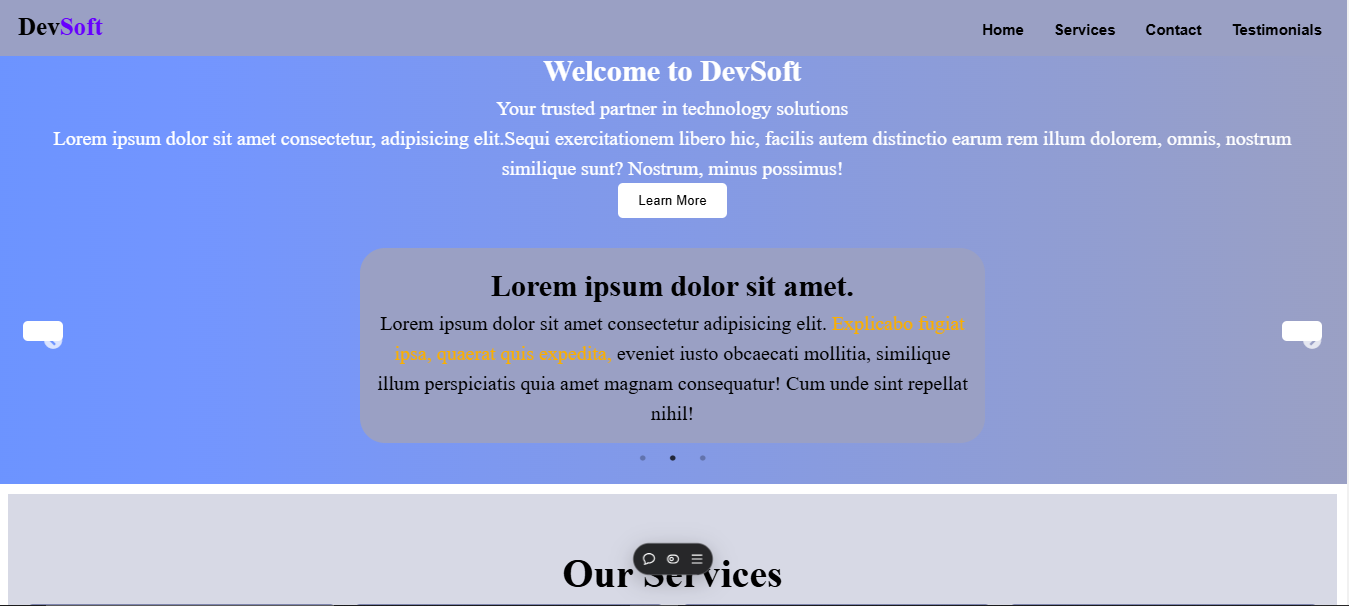 DevSoft
Home Services Contact Testimonials
Welcome to DevSoft
Your trusted partner in technology solutions
Lorem ipsum dolor sit amet consectetur, adipisicing elit.Sequi exercitationem libero hic, facilis autem distinctio earum rem illum dolorem, omnis, nostrum
similique sunt? Nostrum, minus possimus!
Learn More
Lorem ipsum dolor sit amet.
Lorem ipsum dolor sit amet consectetur adipisicing elit. Explicabo fugiat
ipsa, quaerat quis expedita, eveniet iusto obcaecati mollitia, similique
illum perspiciatis quia amet magnam consequatur! Cum unde sint repellat
nihil!
Our Services